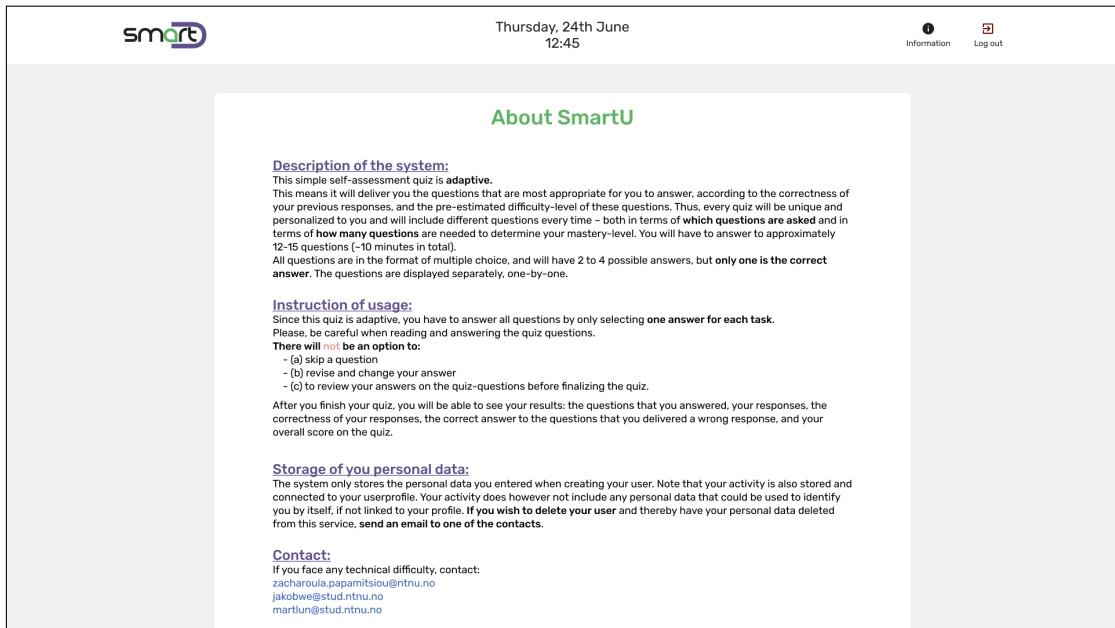 smart
Thursday, 24th June
12:45
Information
Log out
About SmartU
Description of the system:
This simple self-assessment quiz is adaptive.
This means it will deliver you the questions that are most appropriate for you to answer, according to the correctness of
your previous responses, and the pre-estimated difficulty-level of these questions. Thus, every quiz will be unique and
personalized to you and will include different questions every time – both in terms of which questions are asked and in
terms of how many questions are needed to determine your mastery-level. You will have to answer to approximately
12-15 questions (~10 minutes in total).
All questions are in the format of multiple choice, and will have 2 to 4 possible answers, but only one is the correct
answer. The questions are displayed separately, one-by-one.
Instruction of usage:
Since this quiz is adaptive, you have to answer all questions by only selecting one answer for each task.
Please, be careful when reading and answering the quiz questions.
There will not be an option to:
- (a) skip a question
- (b) revise and change your answer
- (c) to review your answers on the quiz-questions before finalizing the quiz.
After you finish your quiz, you will be able to see your results: the questions that you answered, your responses, the
correctness of your responses, the correct answer to the questions that you delivered a wrong response, and your
overall score on the quiz.
Storage of you personal data:
The system only stores the personal data you entered when creating your user. Note that your activity is also stored and
connected to your userprofile. Your activity does however not include any personal data that could be used to identify
you by itself, if not linked to your profile. If you wish to delete your user and thereby have your personal data deleted
from this service, send an email to one of the contacts.
Contact:
If you face any technical difficulty, contact:
zacharoula.papamitsiou@ntnu.no
jakobwe@stud.ntnu.no
martlun@stud.ntnu.no